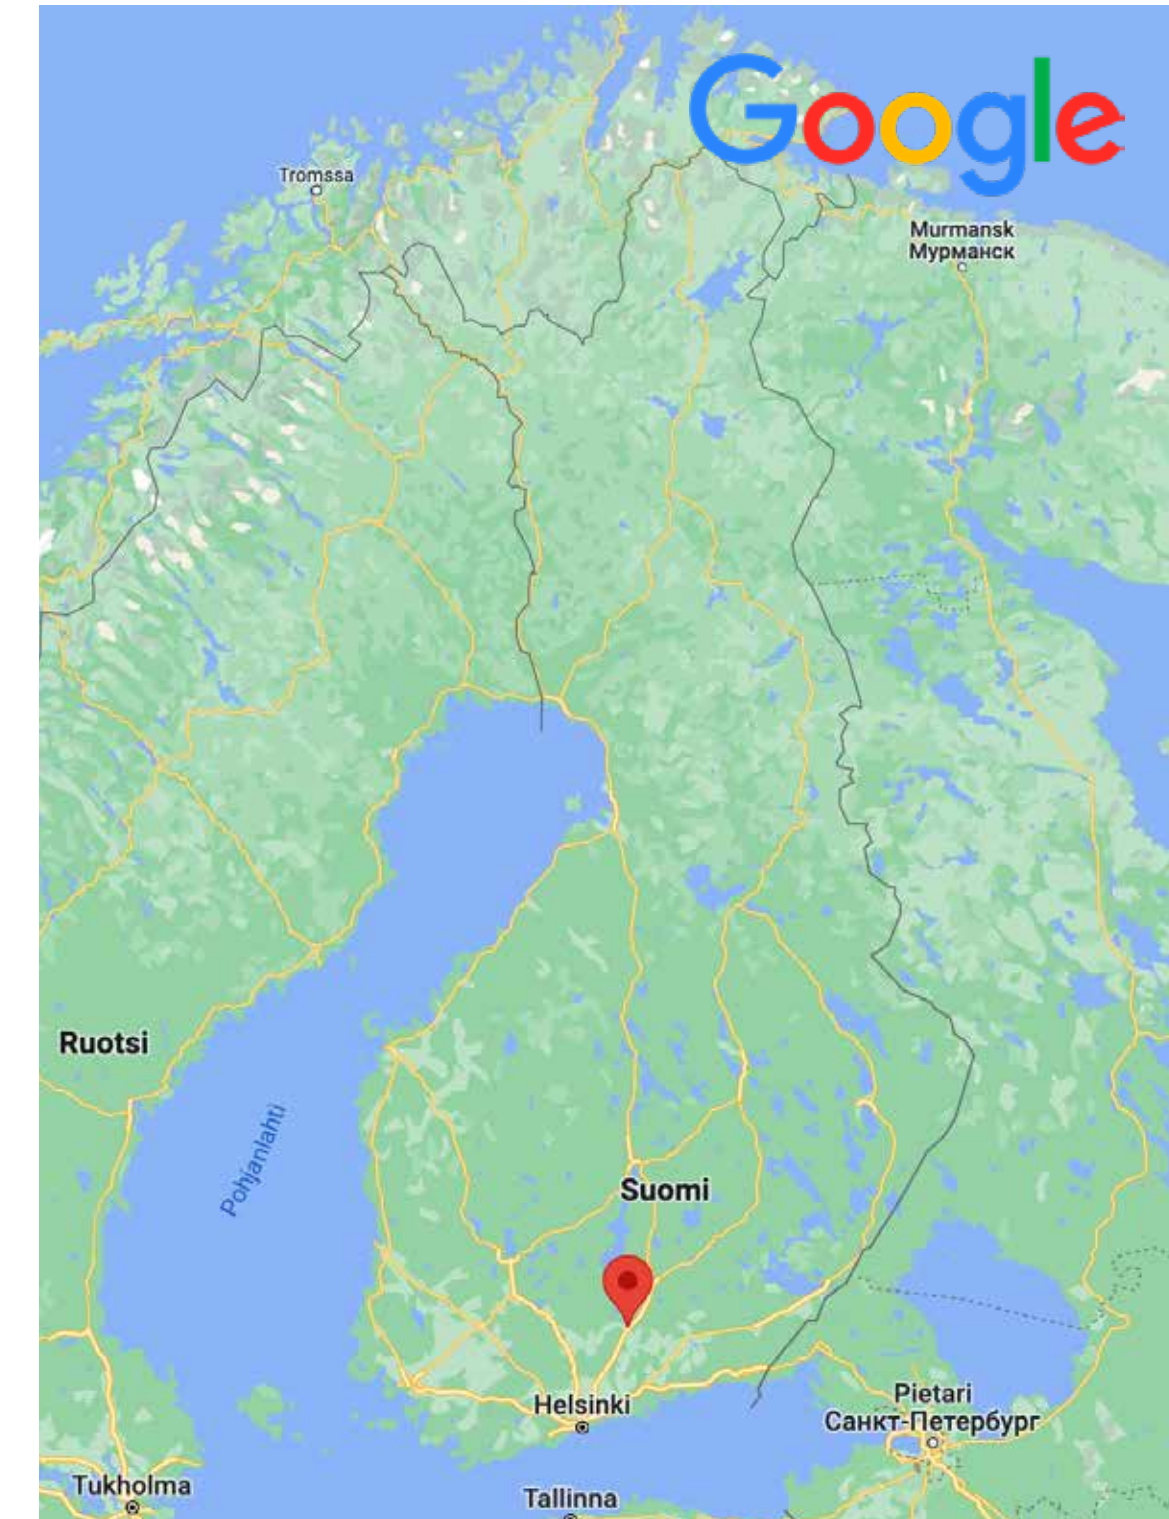 Google
Tromssa
Murmansk
Мурманск
Ruotsi
Pohjanlahti
Suomi
Helsinki
Pietari
Санкт-Петербург
Tukholma
Tallinna